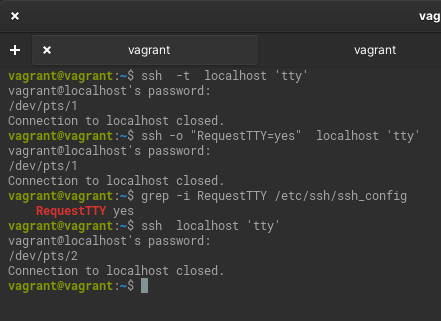 vag
vagrant
vagrant
vagrant@vagrant:~$ ssh  -t  localhost 'tty'
vagrant@localhost's password:
/dev/pts/1
Connection to localhost closed.
vagrant@vagrant:~$ ssh -o "RequestTTY=yes"  localhost 'tty'
vagrant@localhost's password:
/dev/pts/1
Connection to localhost closed.
vagrant@vagrant:~$ grep -i RequestTTY /etc/ssh/ssh_config
    RequestTTY yes
vagrant@vagrant:~$ ssh  localhost 'tty'
vagrant@localhost's password:
/dev/pts/2
Connection to localhost closed.
vagrant@vagrant:~$